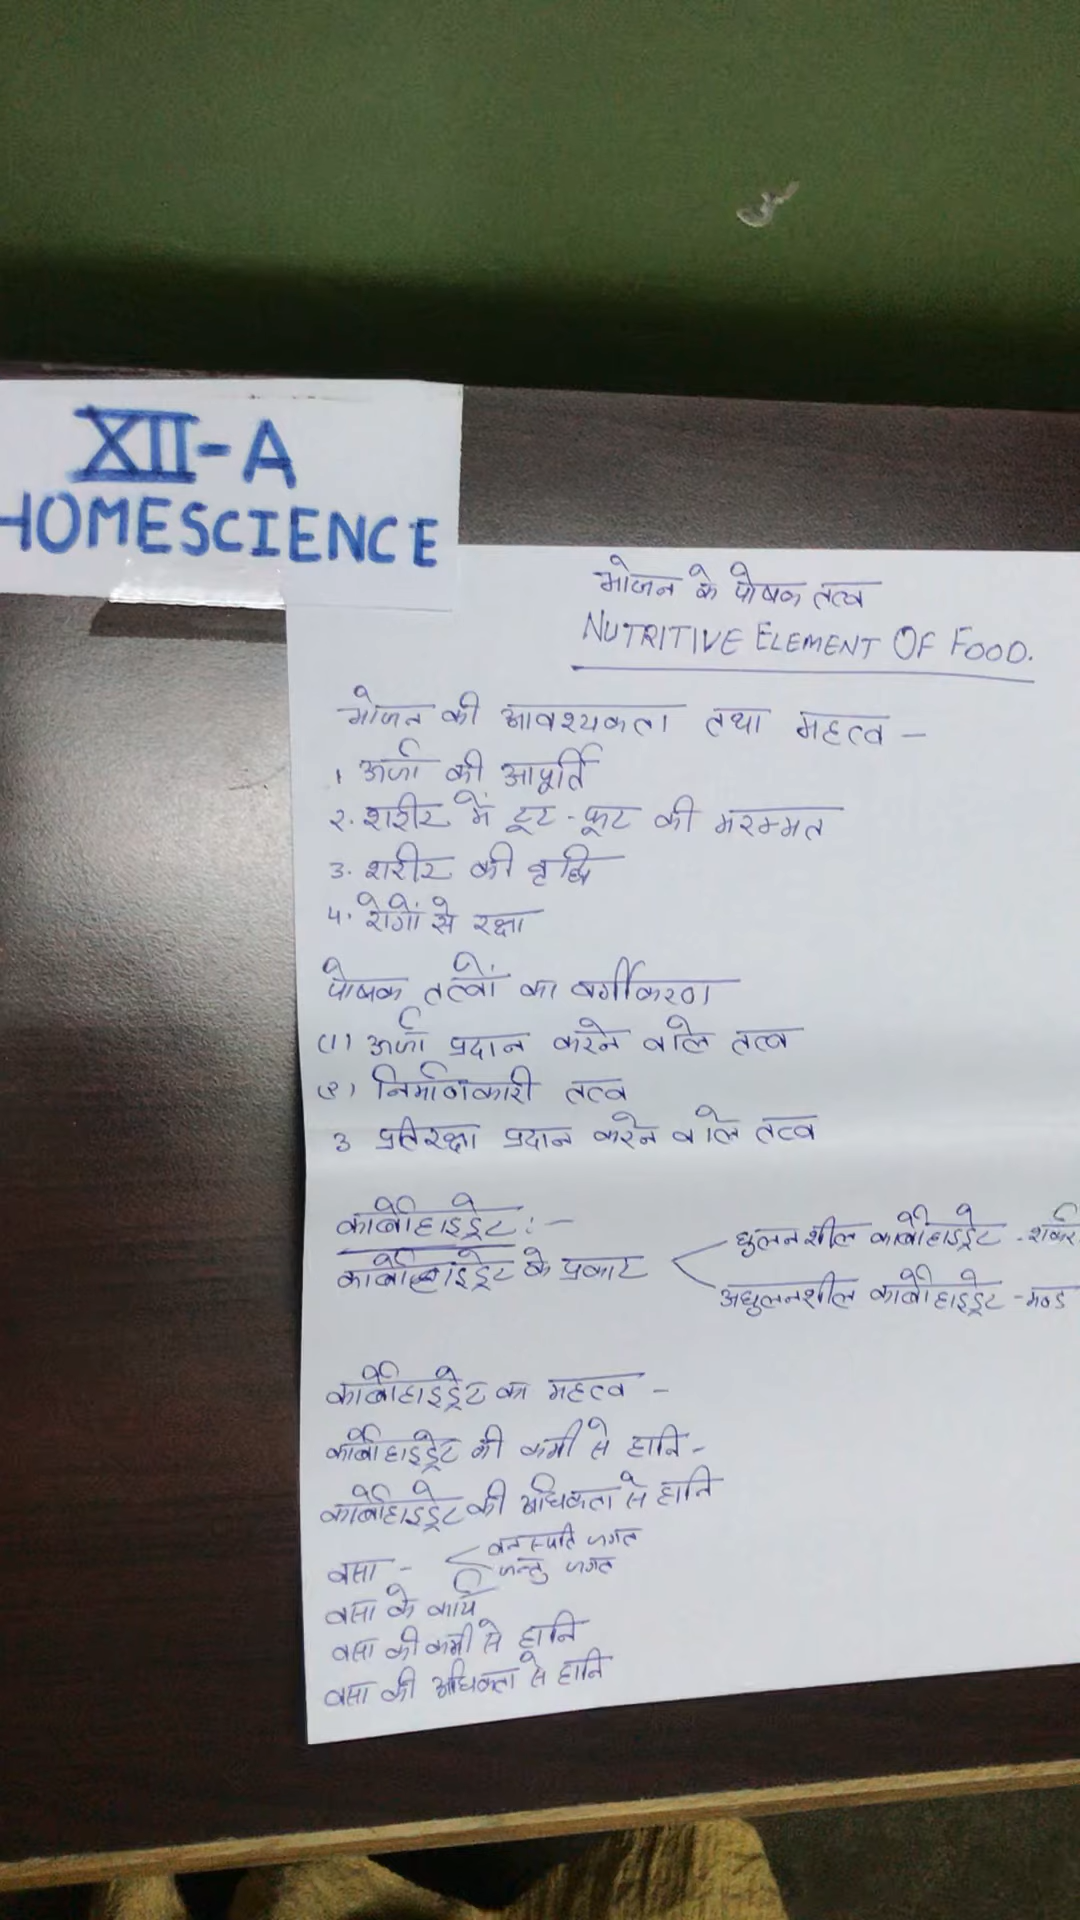 XII-A
HOMESCIENCE
भोजन के पोषक तत्व
NUTRITIVE ELEMENT OF FOOD.
भोजन की आवश्यकता तथा महत्व –
1 ऊर्जा की आपूर्ति
२. शरीर में टूट-फूट की मरम्मत
3. शरीर की वृद्धि
4. रोगों से रक्षा
पोषक तत्वों का वर्गीकरण
(1) ऊर्जा प्रदान करने वाले तत्व
(२) निर्माणकारी तत्व
3 प्रतिरक्षा प्रदान करने वाले तत्व
कार्बोहाइड्रेट :–
कार्बोहाइड्रेट के प्रकार
घुलनशील कार्बोहाइड्रेट - शर्कर
अघुलनशील कार्बोहाइड्रेट - मण्ड
कार्बोहाइड्रेट का महत्व –
कार्बोहाइड्रेट की कमी से हानि –
कार्बोहाइड्रेट की अधिकता से हानि
वसा - वनस्पति जगत
जन्तु जगत
वसा के कार्य
वसा की कमी से हानि
वसा की अधिकता से हानि